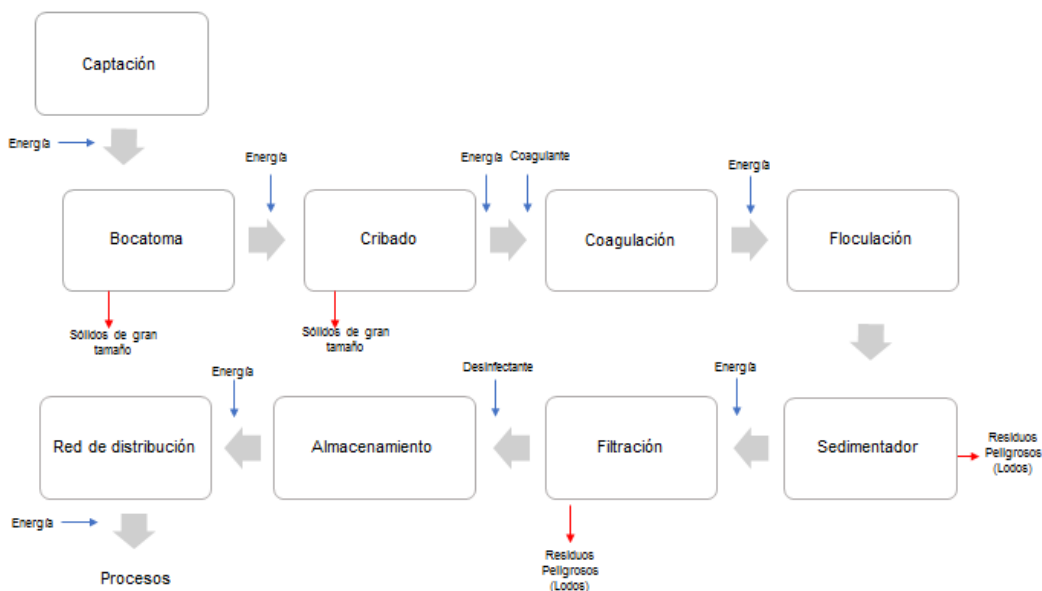 Captación
Energía
Energía
Energía
Coagulante
Energía
Bocatoma
Cribado
Coagulación
Floculación
Sólidos de gran
tamaño
Sólidos de gran
tamaño
Energía
Desinfectante
Energía
Red de distribución
Almacenamiento
Filtración
Sedimentador
Residuos
Peligrosos
(Lodos)
Energía
Residuos
Peligrosos
(Lodos)
Procesos